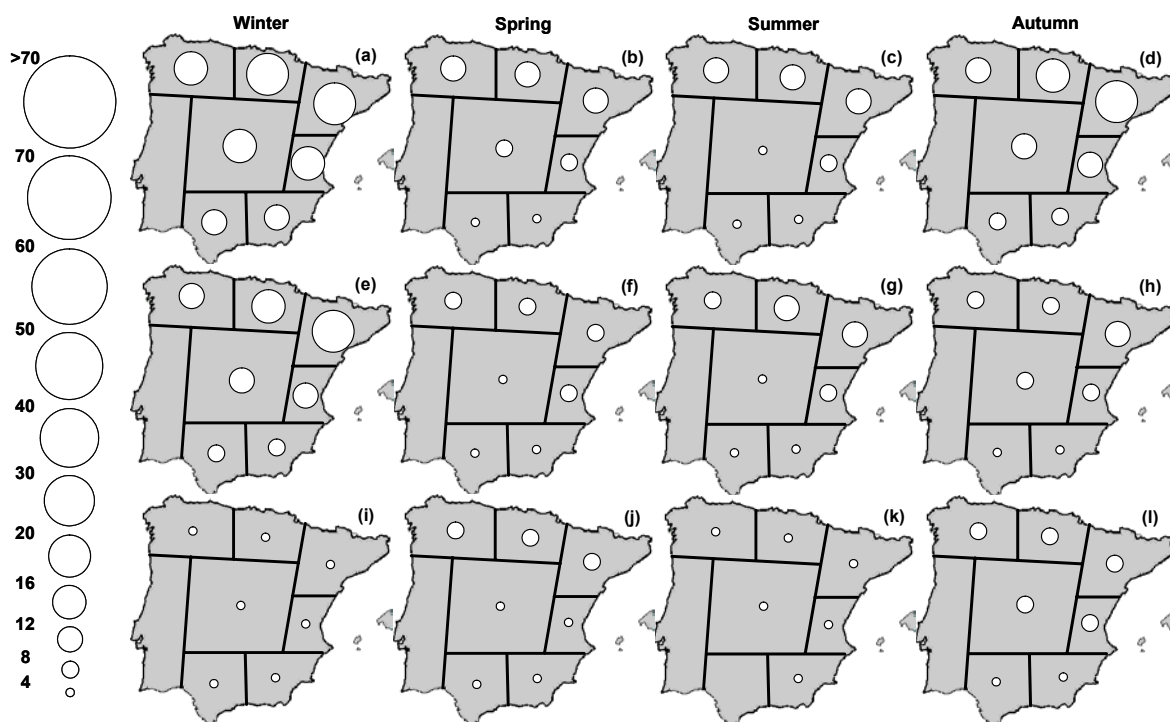 Winter
Spring
Summer
Autumn
>70
70
60
50
40
30
20
16
12
8
4
(a)
(b)
(c)
(d)
(e)
(f)
(g)
(h)
(i)
(j)
(k)
(l)